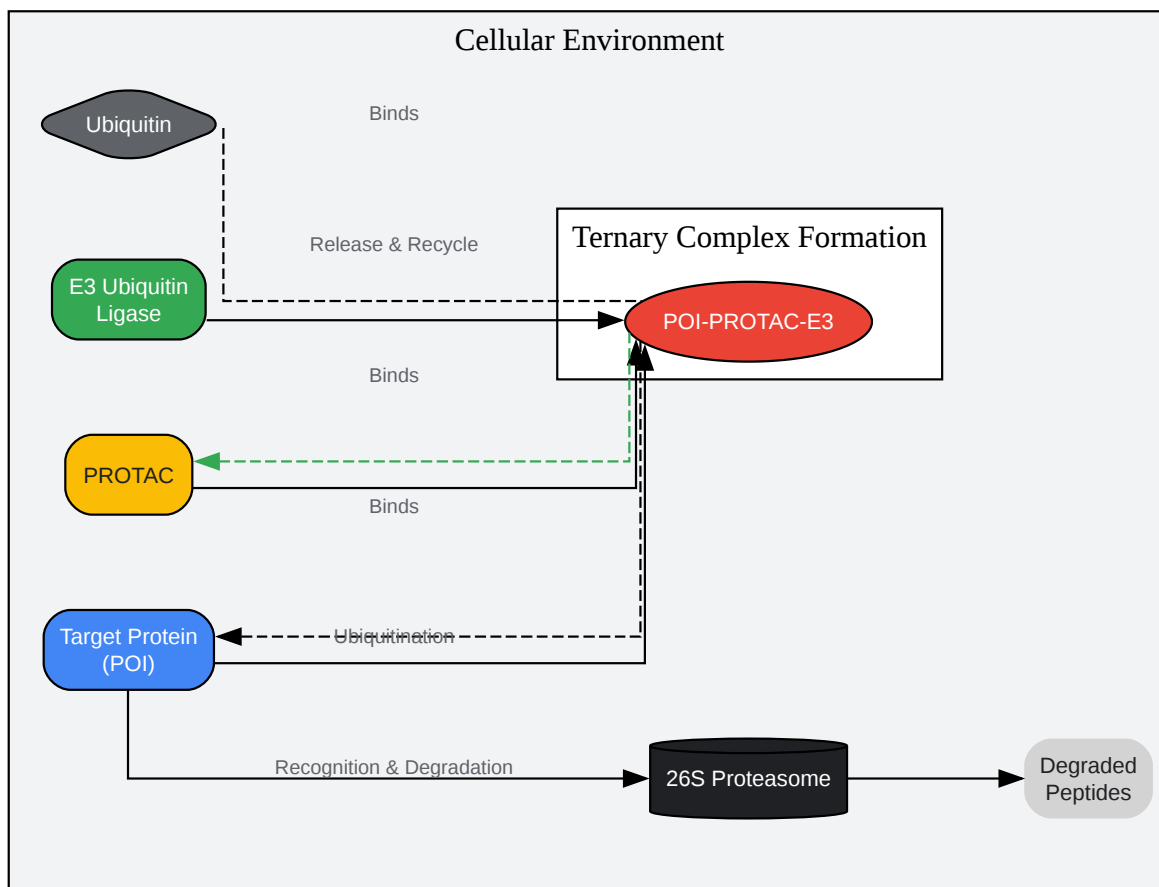 Cellular Environment
Binds
Ubiquitin
Release & Recycle
Ternary Complex Formation
E3 Ubiquitin
Ligase
POI-PROTAC-E3
Binds
PROTAC
Binds
Target Protein
(POI)
Ubiquitination
Recognition & Degradation
26S Proteasome
Degraded
Peptides